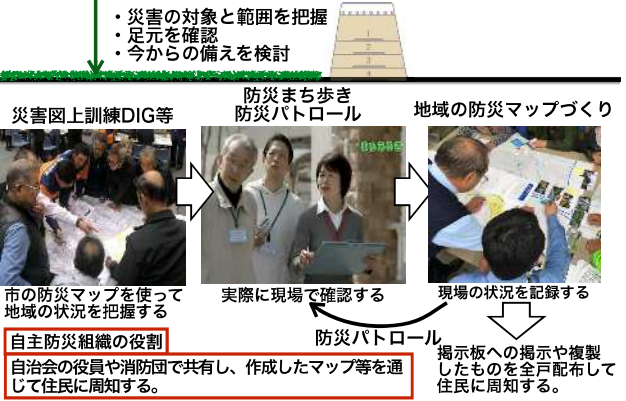 ・災害の対象と範囲を把握
・足元を確認
・今からの備えを検討
1
2
3
4
災害図上訓練DIG等
防災まち歩き
防災パトロール
地域の防災マップづくり
市の防災マップを使って
地域の状況を把握する
実際に現場で確認する
現場の状況を記録する
防災パトロール
自主防災組織の役割
自治会の役員や消防団で共有し、作成したマップ等を通
じて住民に周知する。
掲示板への掲示や複製
したものを全戸配布して
住民に周知する。